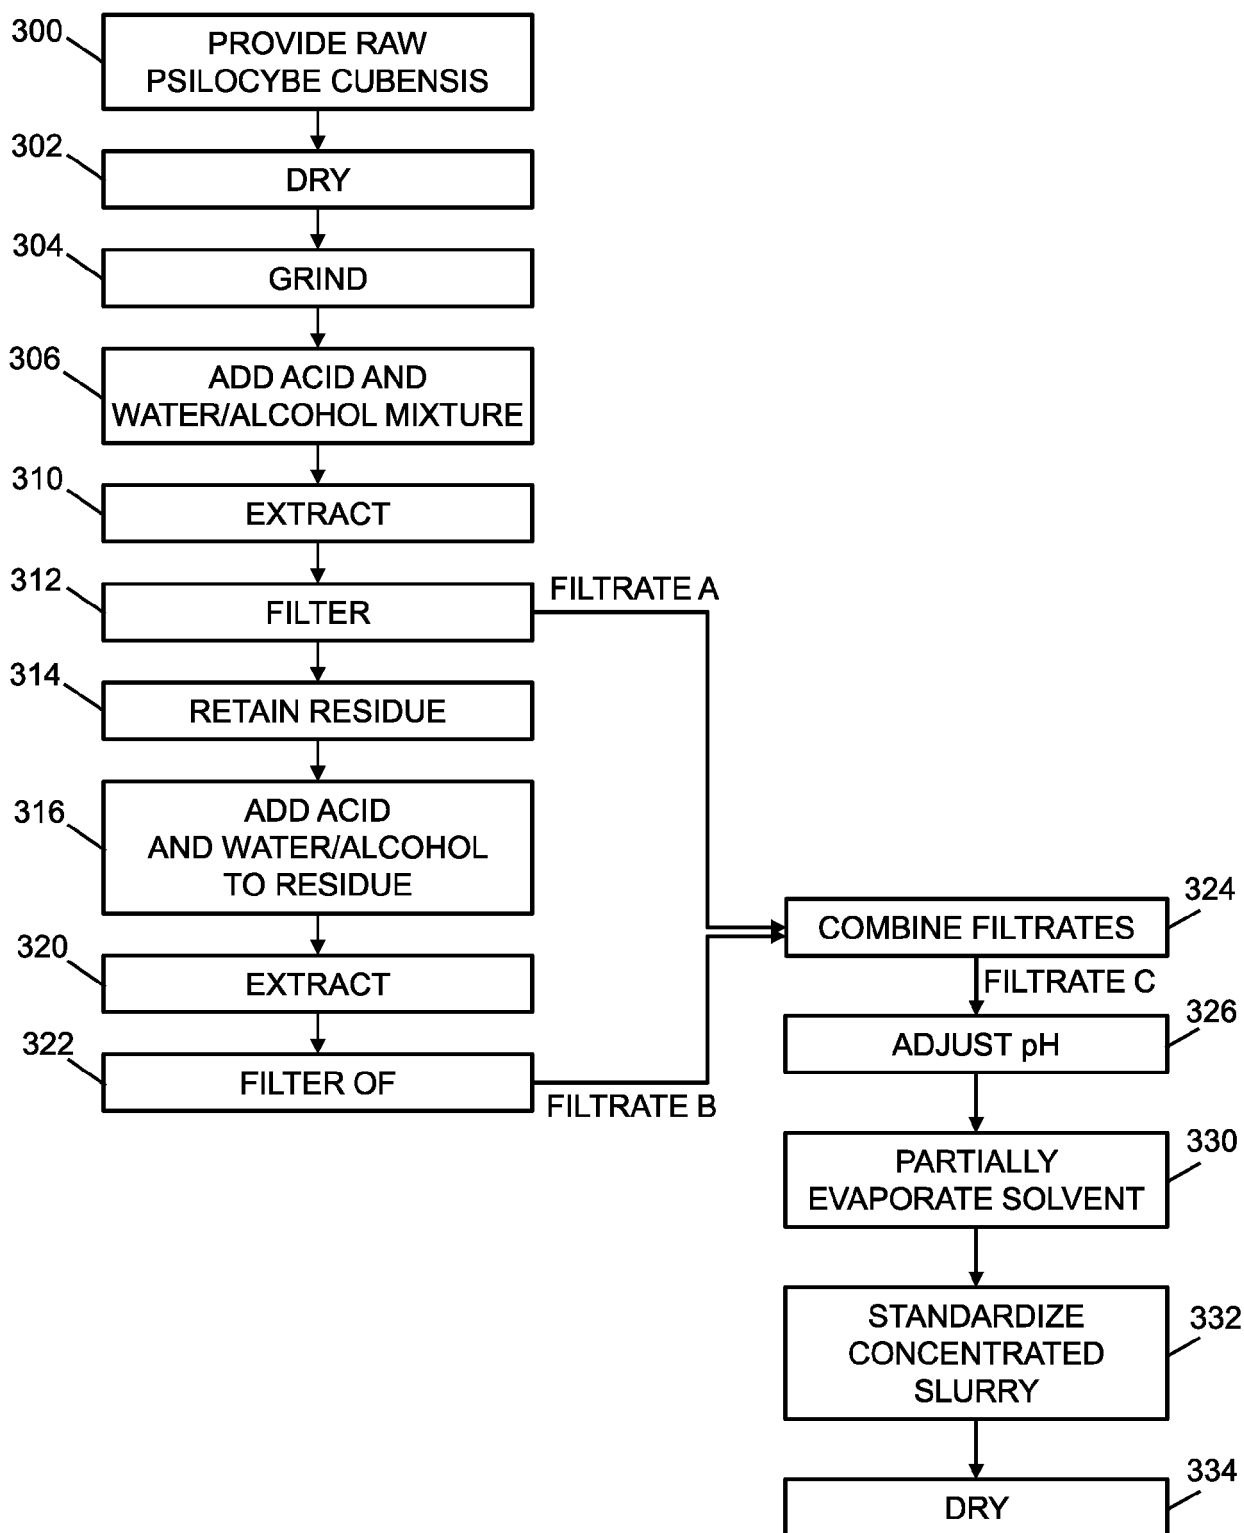 300
PROVIDE RAW
PSILOCYBE CUBENSIS
302
DRY
304
GRIND
306
ADD ACID AND
WATER/ALCOHOL MIXTURE
310
EXTRACT
312
FILTER
FILTRATE A
314
RETAIN RESIDUE
316
ADD ACID
AND WATER/ALCOHOL
TO RESIDUE
320
EXTRACT
322
FILTER OF
FILTRATE B
324
COMBINE FILTRATES
FILTRATE C
326
ADJUST pH
330
PARTIALLY
EVAPORATE SOLVENT
332
STANDARDIZE
CONCENTRATED
SLURRY
334
DRY